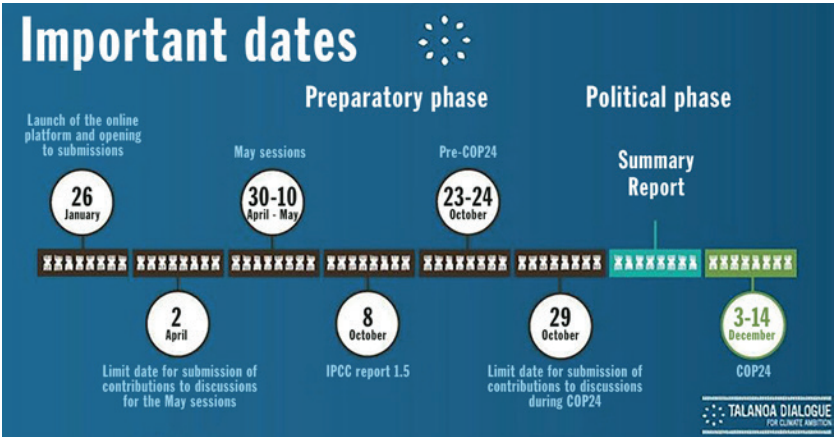 Important dates
Preparatory phase
Political phase
Launch of the online
platform and opening
to submissions
26
January
May sessions
30-10
April - May
Pre-COP24
23-24
October
Summary
Report
2
April
Limit date for submission of
contributions to discussions
for the May sessions
8
October
IPCC report 1.5
29
October
Limit date for submission of
contributions to discussions
during COP24
3-14
December
COP24
TALANOA DIALOGUE
FOR CLIMATE AMBITION